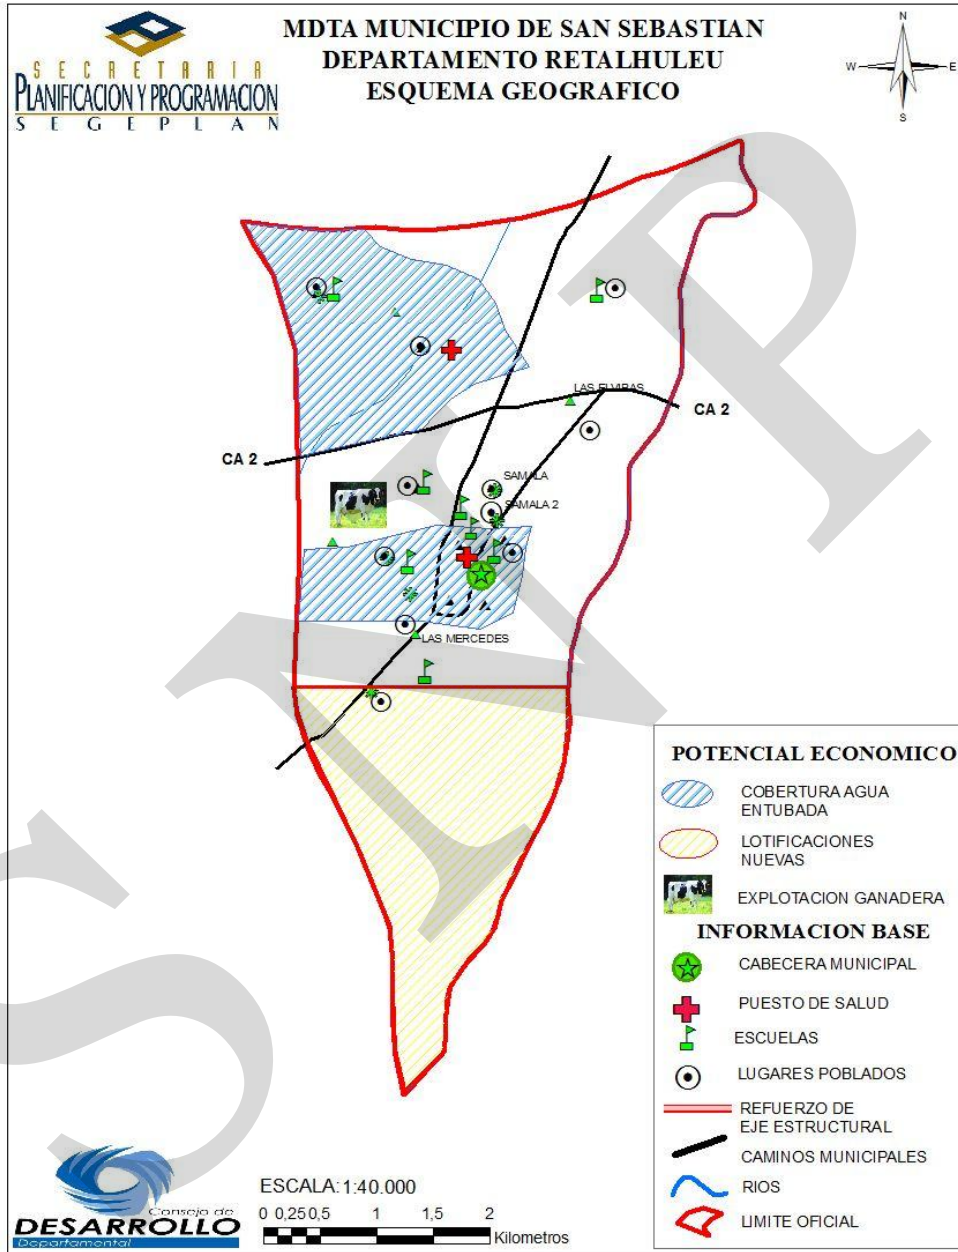 MDTA MUNICIPIO DE SAN SEBASTIAN
DEPARTAMENTO RETALHULEU
ESQUEMA GEOGRAFICO
SECRETARIA
PLANIFICACION Y PROGRAMACION
SEGEPLAN
N
W
E
S
LAS ELVIRAS
CA 2
CA 2
SAMALA
SAMALA 2
LAS MERCEDES
SINIP
POTENCIAL ECONOMICO
COBERTURA AGUA
ENTUBADA
LOTIFICACIONES
NUEVAS
EXPLOTACION GANADERA
INFORMACION BASE
CABECERA MUNICIPAL
PUESTO DE SALUD
ESCUELAS
LUGARES POBLADOS
REFUERZO DE
EJE ESTRUCTURAL
CAMINOS MUNICIPALES
RIOS
LIMITE OFICIAL
Consejo de
DESARROLLO
Departamental
ESCALA: 1:40.000
0 0,25 0,5 1 1,5 2
Kilometros